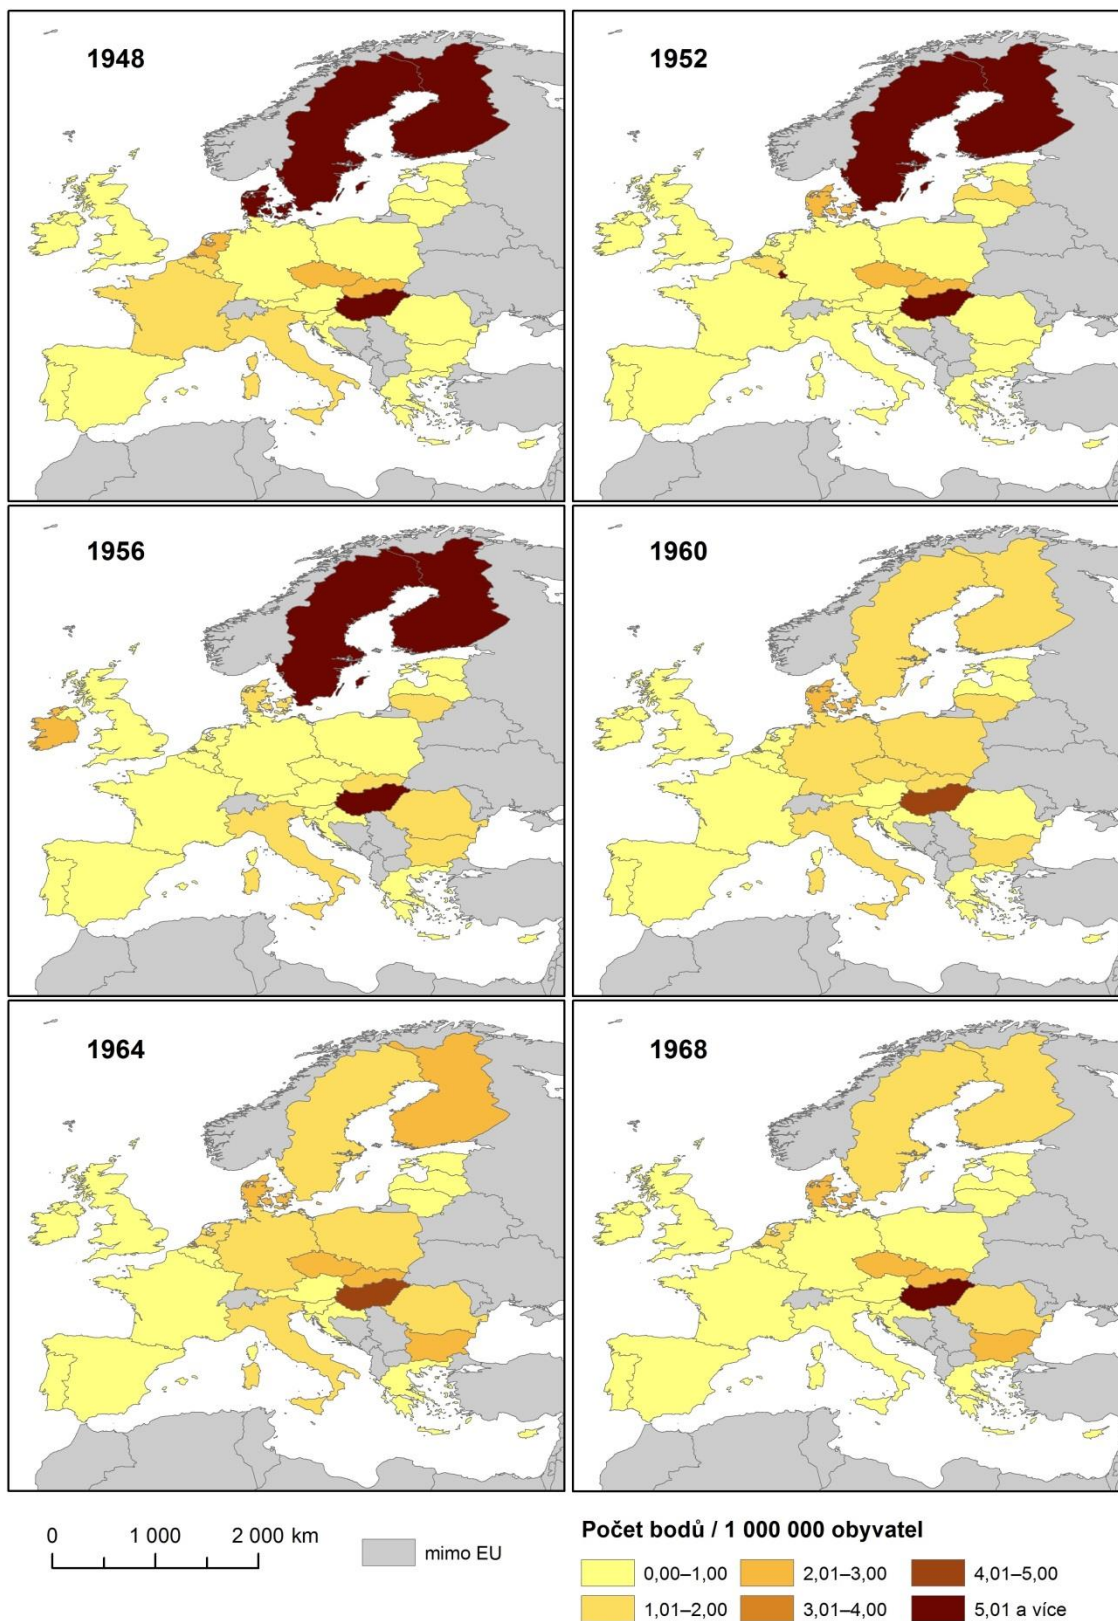 1948
1952
1956
1960
1964
1968
0 1 000 2 000 km
mimo EU
Počet bodů / 1 000 000 obyvatel
0,00–1,00 2,01–3,00 4,01–5,00
1,01–2,00 3,01–4,00 5,01 a více